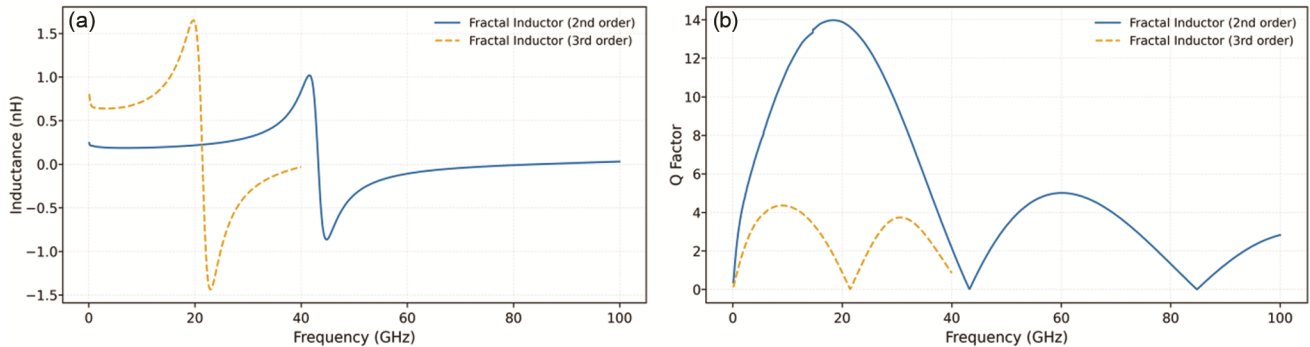 (a)
Fractal Inductor (2nd order)
Fractal Inductor (3rd order)
1.5
1.0
0.5
0.0
−0.5
−1.0
−1.5
Inductance (nH)
0 20 40 60 80 100
Frequency (GHz)
(b)
Fractal Inductor (2nd order)
Fractal Inductor (3rd order)
14
12
10
8
6
4
2
0
Q Factor
0 20 40 60 80 100
Frequency (GHz)